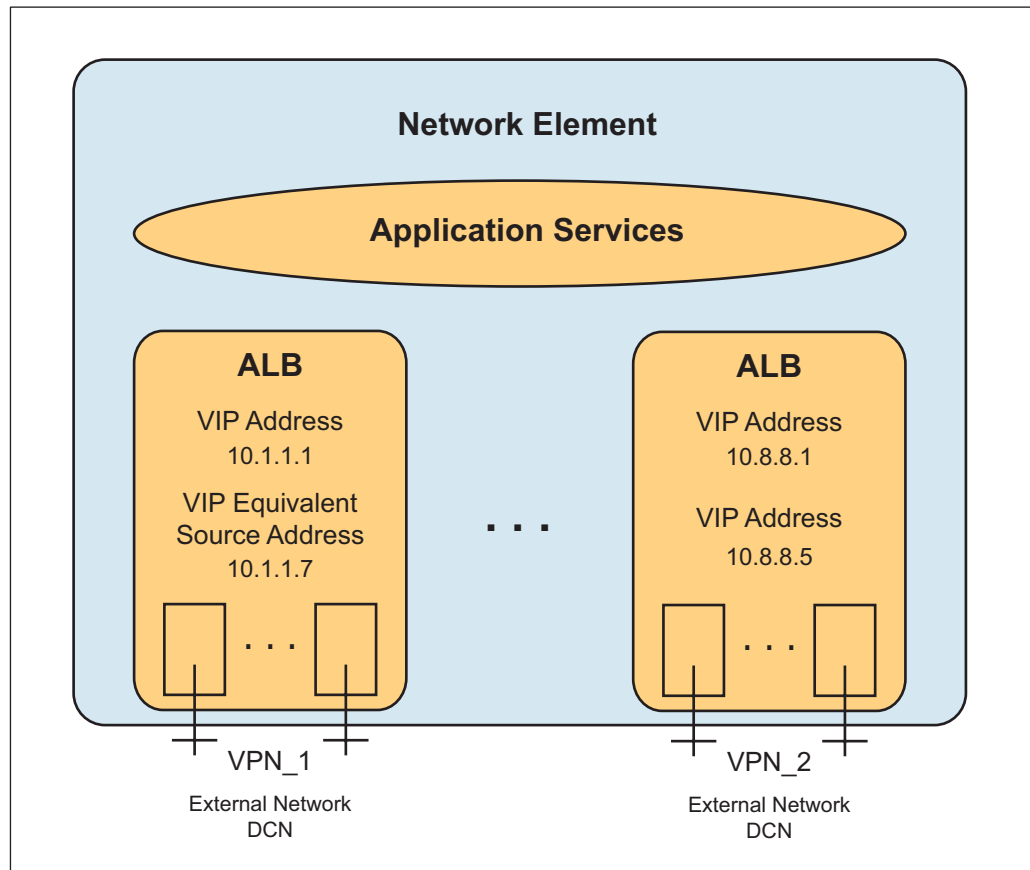 Network Element
Application Services
ALB
VIP Address
10.1.1.1
VIP Equivalent
Source Address
10.1.1.7
. . .
. . .
ALB
VIP Address
10.8.8.1
VIP Address
10.8.8.5
. . .
VPN_1
External Network
DCN
VPN_2
External Network
DCN